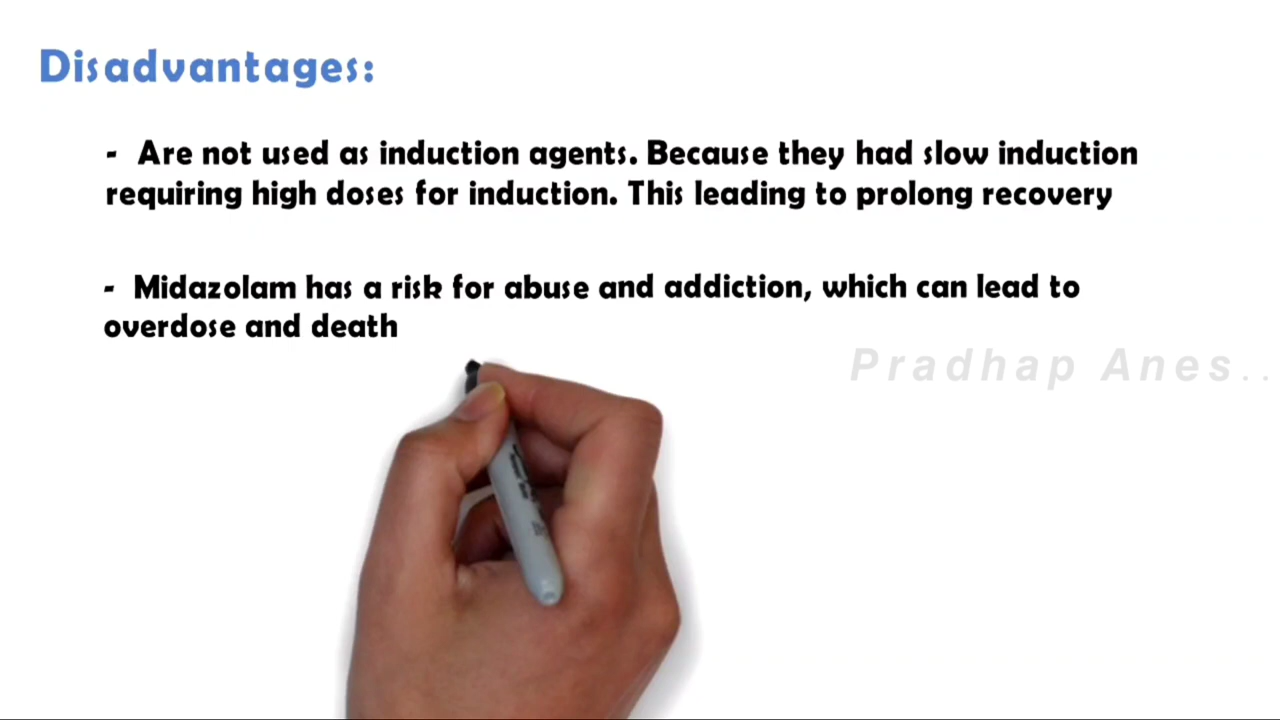 Disadvantages:
- Are not used as induction agents. Because they had slow induction
requiring high doses for induction. This leading to prolong recovery
- Midazolam has a risk for abuse and addiction, which can lead to
overdose and death
Pradhap Anes..